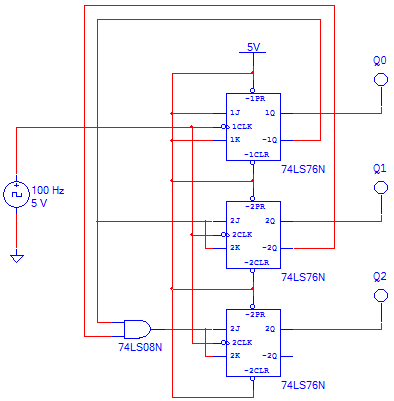 5V
Q0
~1PR
1J 1Q
1CLK
1K ~1Q
~1CLR
74LS76N
100 Hz
5 V
Q1
~2PR
2J 2Q
2CLK
2K ~2Q
~2CLR
74LS76N
Q2
~2PR
2J 2Q
2CLK
2K ~2Q
~2CLR
74LS08N
74LS76N